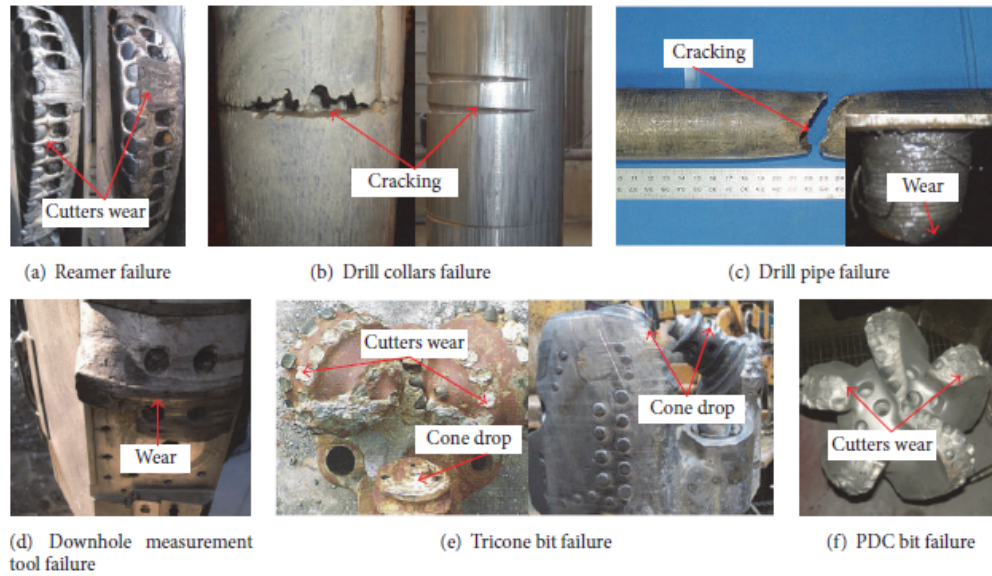 Cutters wear
(a) Reamer failure
Cracking
(b) Drill collars failure
Cracking
Wear
(c) Drill pipe failure
Wear
(d) Downhole measurement
tool failure
Cutters wear
Cone drop
Cone drop
(e) Tricone bit failure
Cutters wear
(f) PDC bit failure